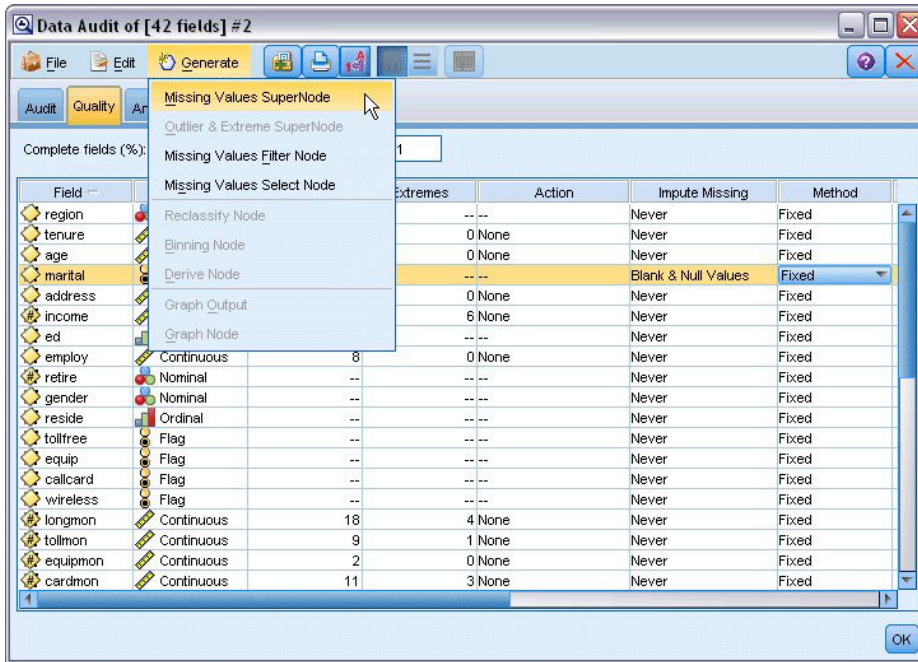 Data Audit of [42 fields] #2
File Edit Generate
Audit Quality An
Missing Values SuperNode
Outlier & Extreme SuperNode
Missing Values Filter Node
Missing Values Select Node
Reclassify Node
Binning Node
Derive Node
Graph Output
Graph Node
Complete fields (%): 1
Field Extremes Action Impute Missing Method
region -- -- Never Fixed
tenure 0 None Never Fixed
age 0 None Never Fixed
marital -- -- Blank & Null Values Fixed
address 0 None Never Fixed
income 6 None Never Fixed
ed -- -- Never Fixed
employ Continuous 8 0 None Never Fixed
retire Nominal -- -- -- Never Fixed
gender Nominal -- -- -- Never Fixed
reside Ordinal -- -- -- Never Fixed
tollfree Flag -- -- -- Never Fixed
equip Flag -- -- -- Never Fixed
callcard Flag -- -- -- Never Fixed
wireless Flag -- -- -- Never Fixed
longmon Continuous 18 4 None Never Fixed
tollmon Continuous 9 1 None Never Fixed
equipmon Continuous 2 0 None Never Fixed
cardmon Continuous 11 3 None Never Fixed
OK